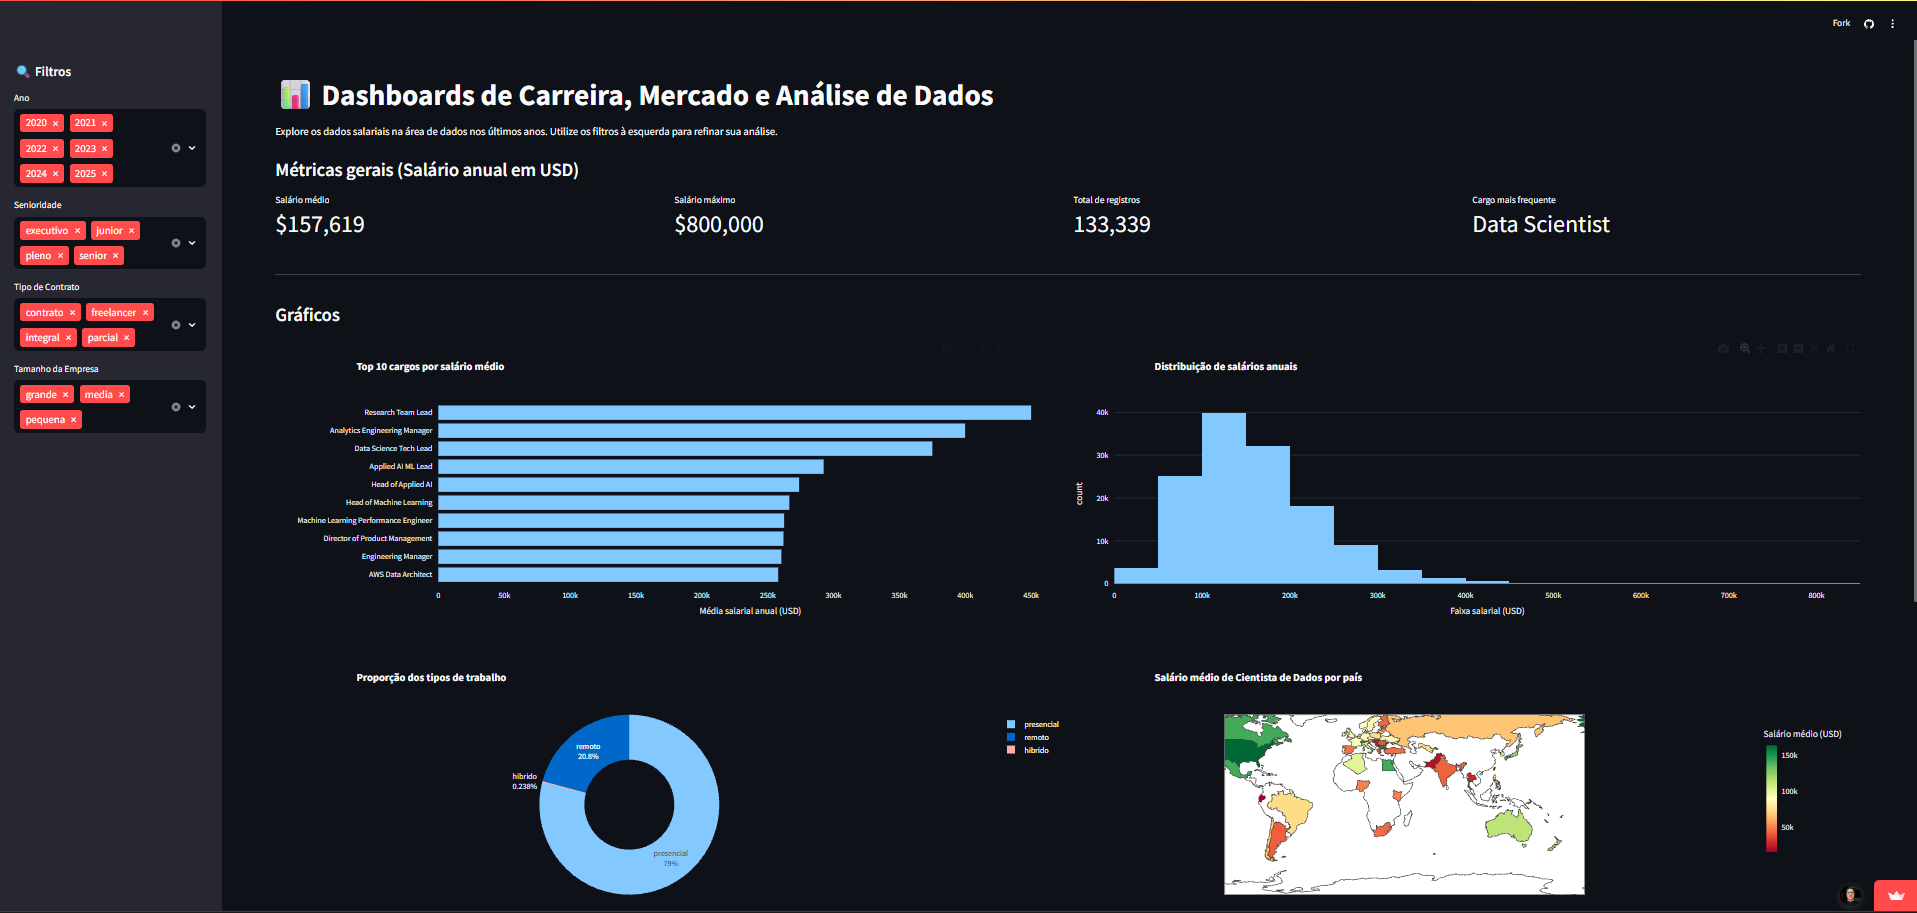 Fork
Filtros
Ano
2020 × 2021 ×
2022 × 2023 ×
2024 × 2025 ×
Senioridade
executivo × junior ×
pleno × senior ×
Tipo de Contrato
contrato × freelancer ×
integral × parcial ×
Tamanho da Empresa
grande × media ×
pequena ×
Dashboards de Carreira, Mercado e Análise de Dados
Explore os dados salariais na área de dados nos últimos anos. Utilize os filtros à esquerda para refinar sua análise.
Métricas gerais (Salário anual em USD)
Salário médio
$157,619
Salário máximo
$800,000
Total de registros
133,339
Cargo mais frequente
Data Scientist
Gráficos
Top 10 cargos por salário médio
Research Team Lead
Analytics Engineering Manager
Data Science Tech Lead
Applied AI ML Lead
Head of Applied AI
Head of Machine Learning
Machine Learning Performance Engineer
Director of Product Management
Engineering Manager
AWS Data Architect
0 50k 100k 150k 200k 250k 300k 350k 400k 450k
Média salarial anual (USD)
Distribuição de salários anuais
40k
30k
20k
10k
0
count
0 100k 200k 300k 400k 500k 600k 700k 800k
Faixa salarial (USD)
Proporção dos tipos de trabalho
remoto
20.8%
hibrido
0.238%
presencial
79%
presencial
remoto
hibrido
Salário médio de Cientista de Dados por país
Salário médio (USD)
150k
100k
50k